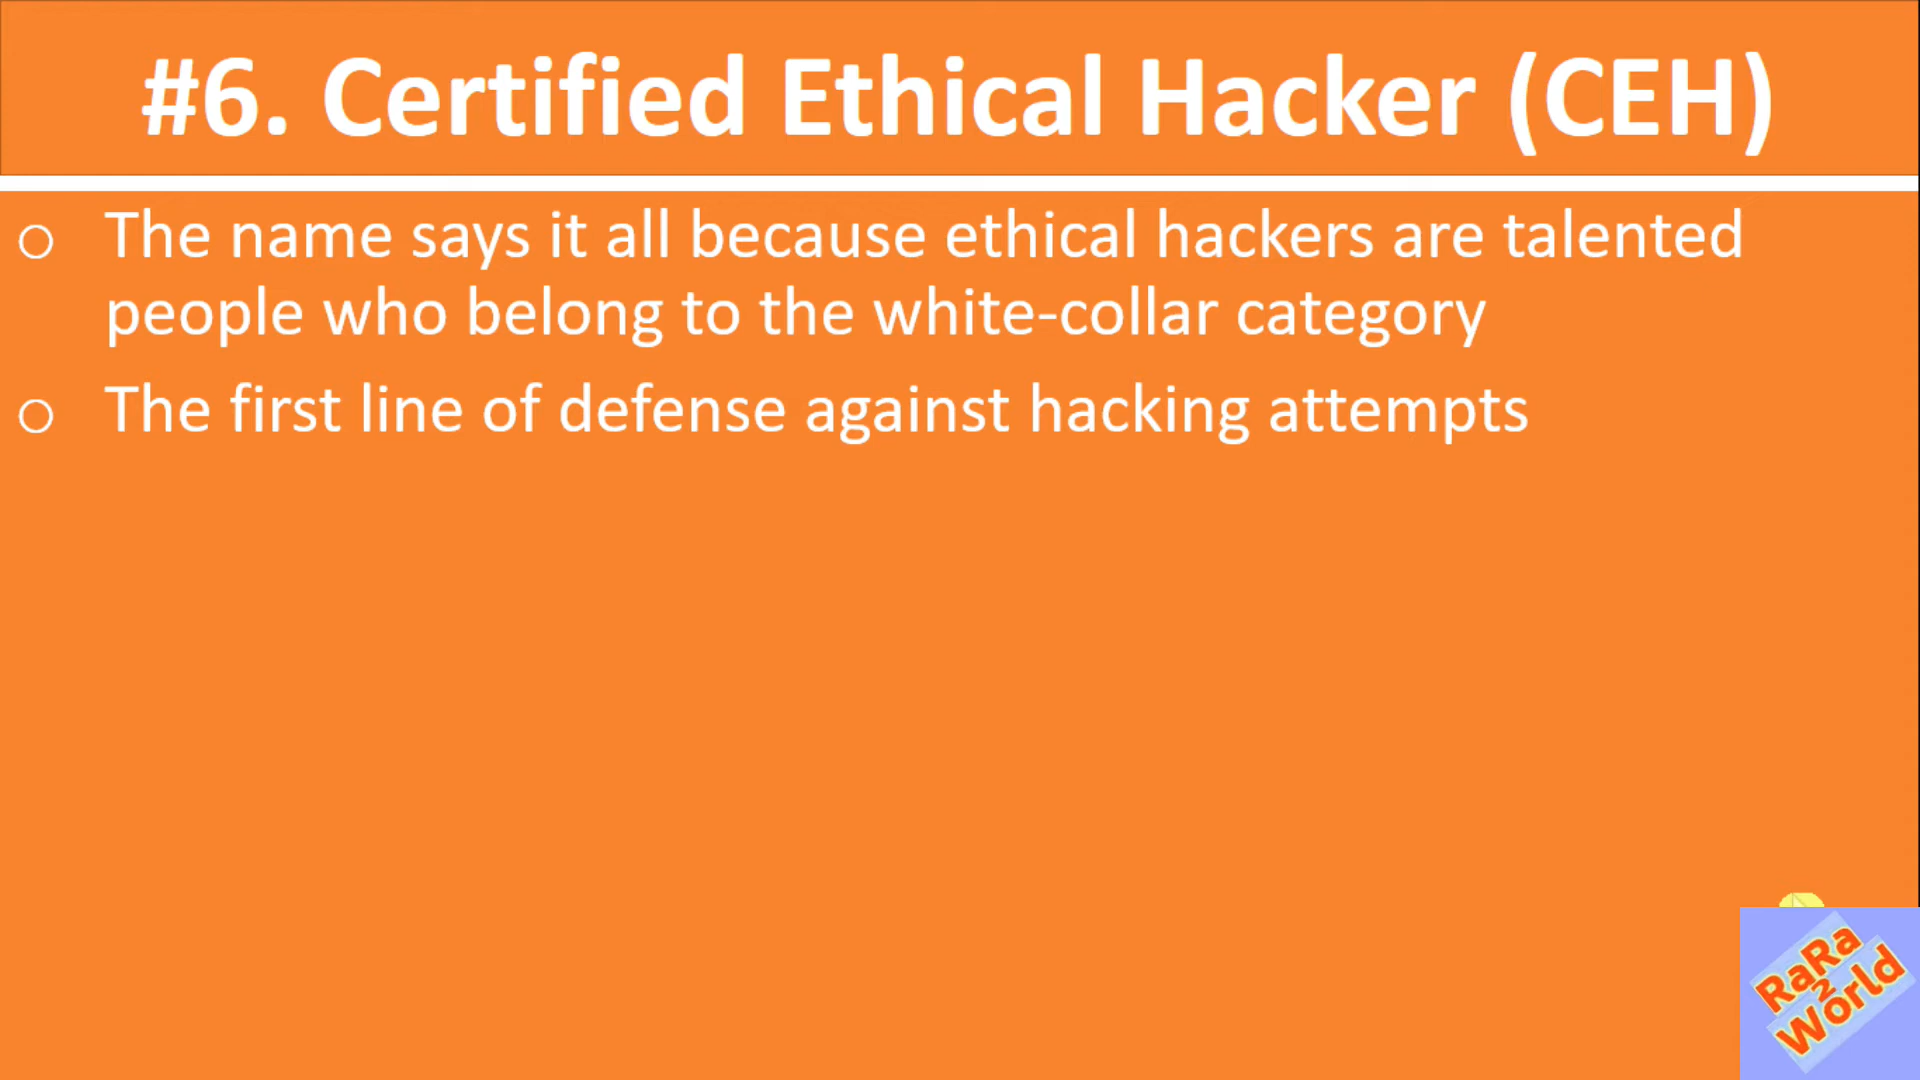 #6. Certified Ethical Hacker (CEH)
○ The name says it all because ethical hackers are talented
people who belong to the white-collar category
○ The first line of defense against hacking attempts
RaRa
2
World